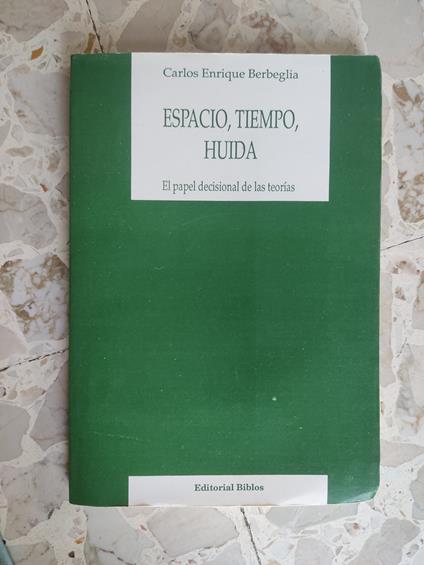 Carlos Enrique Berbeglia
ESPACIO, TIEMPO,
HUIDA
El papel decisional de las teorías
Editorial Biblos